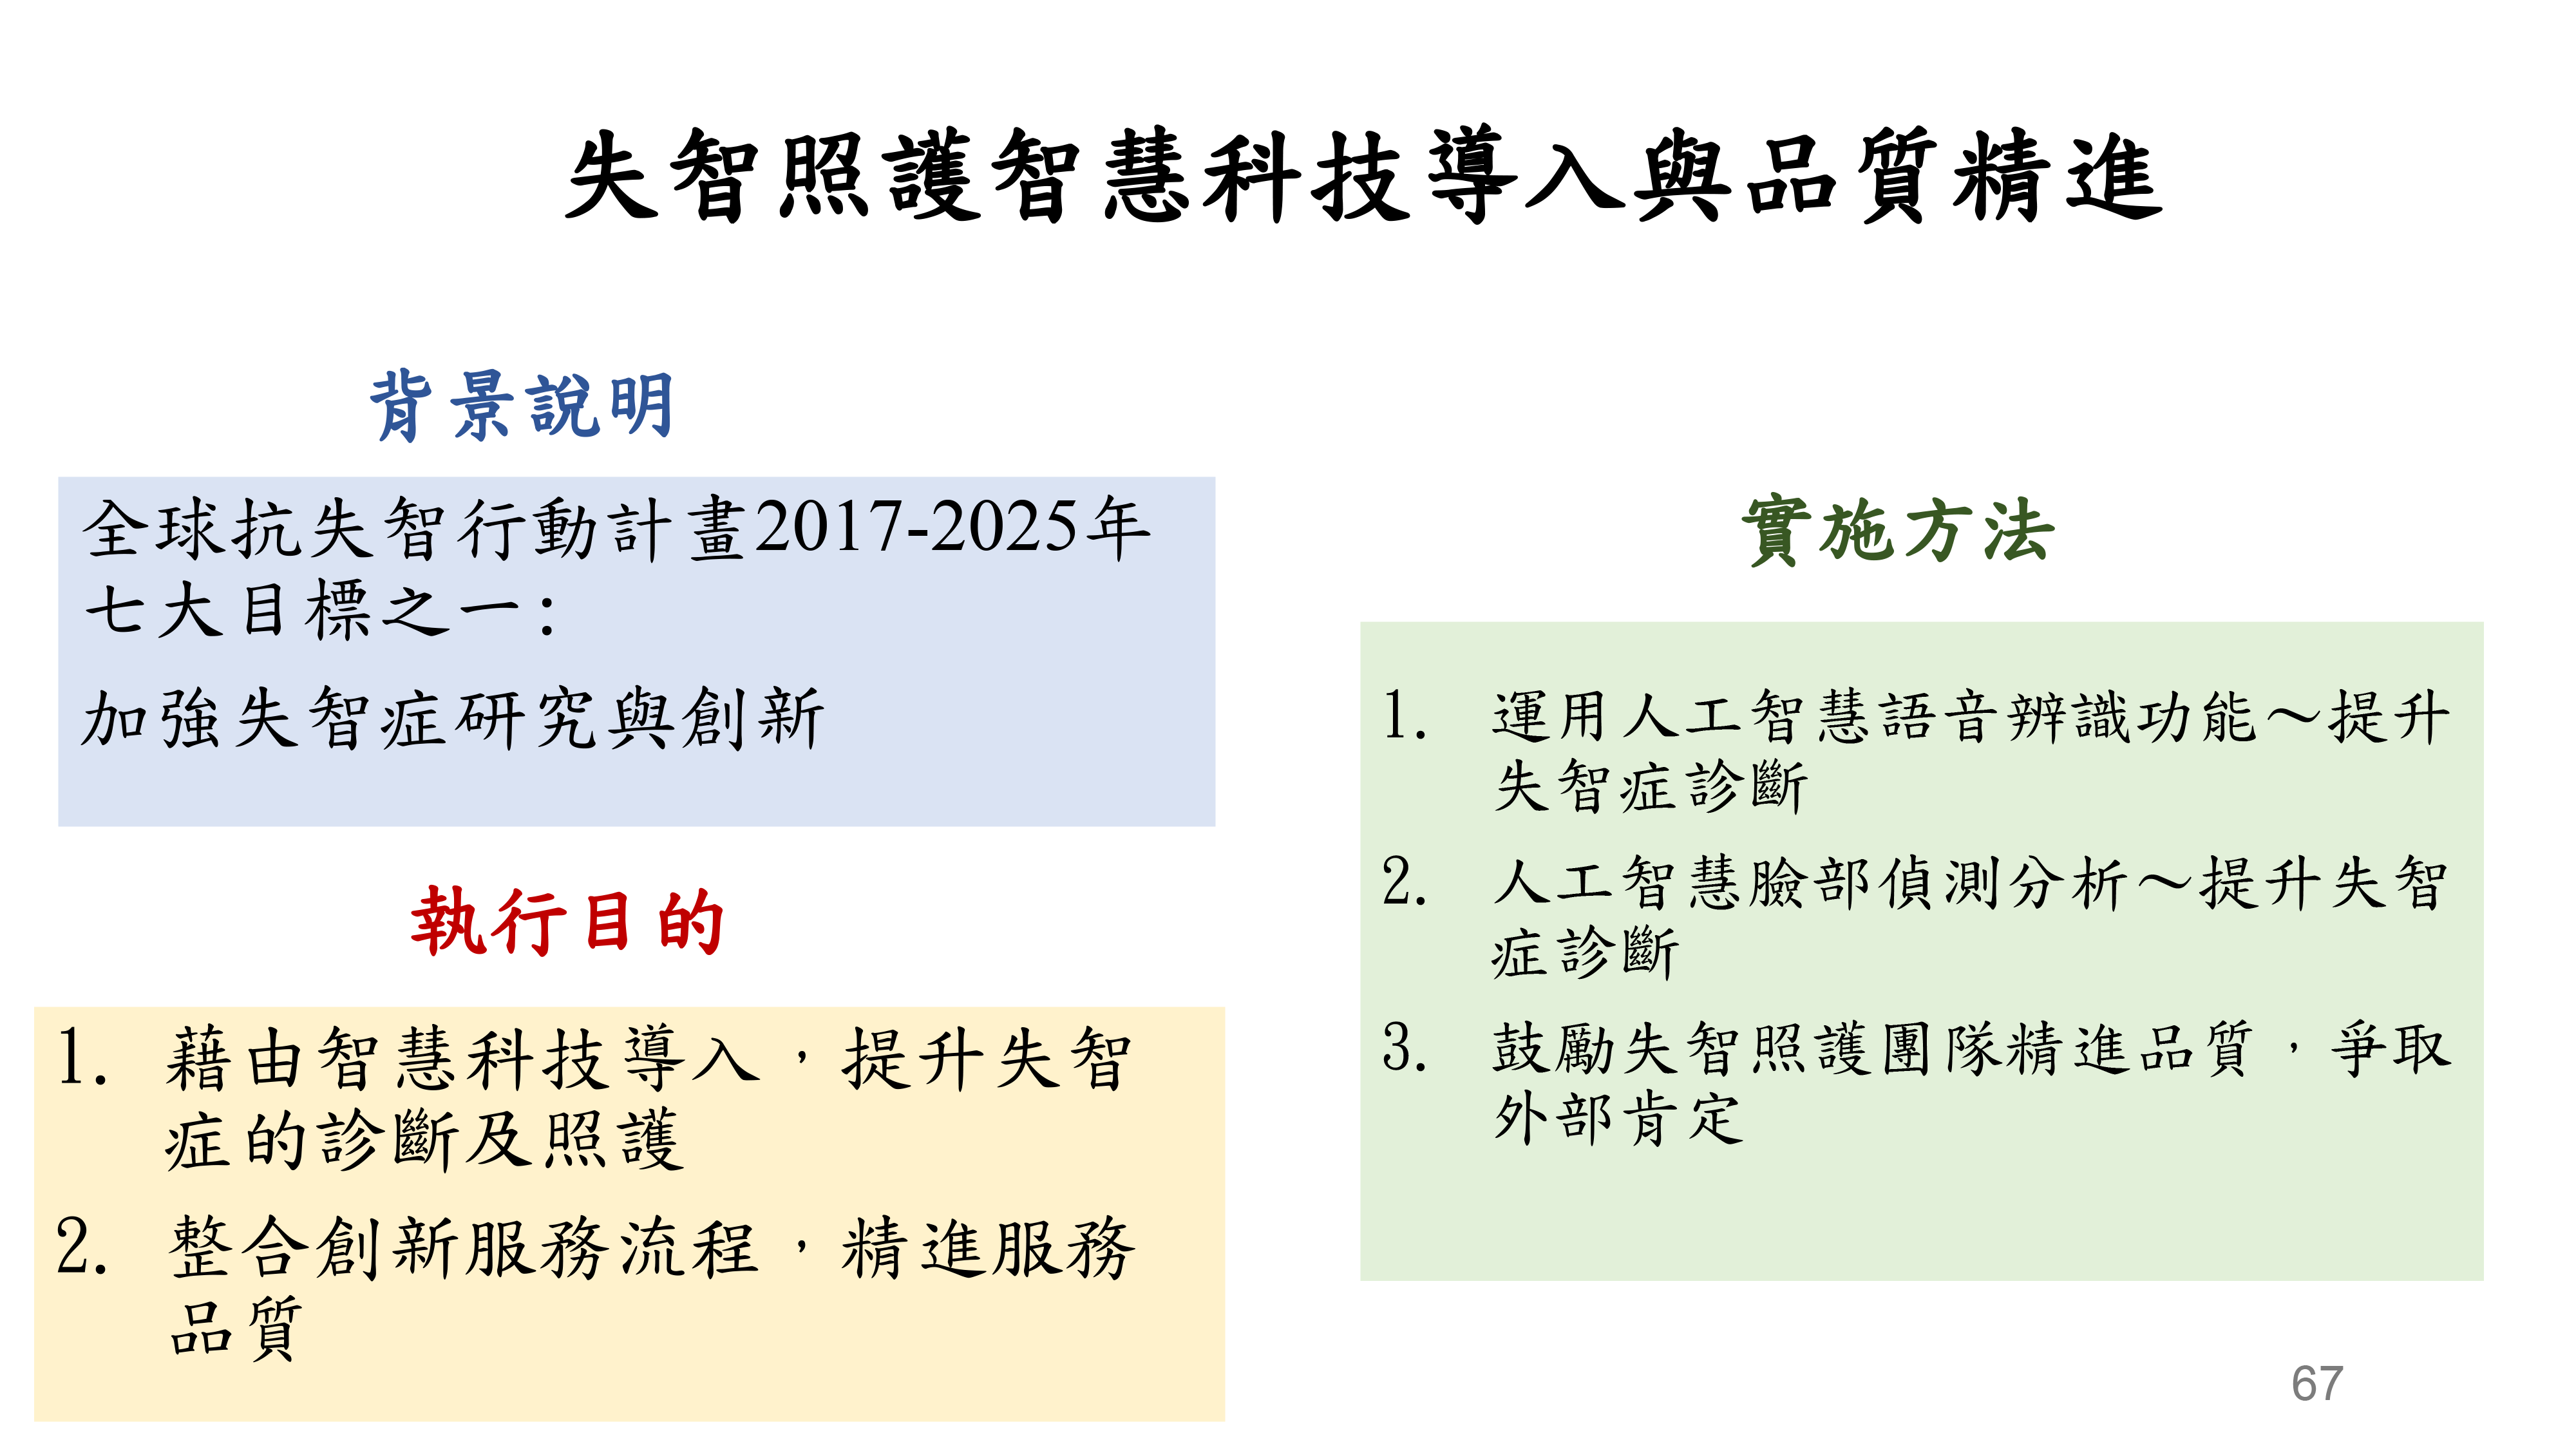 失智照護智慧科技導入與品質精進
背景說明
全球抗失智行動計畫2017-2025年
七大目標之一:
加強失智症研究與創新
執行目的
1. 藉由智慧科技導入，提升失智
症的診斷及照護
2. 整合創新服務流程，精進服務
品質
實施方法
1. 運用人工智慧語音辨識功能～提升
失智症診斷
2. 人工智慧臉部偵測分析～提升失智
症診斷
3. 鼓勵失智照護團隊精進品質，爭取
外部肯定
67